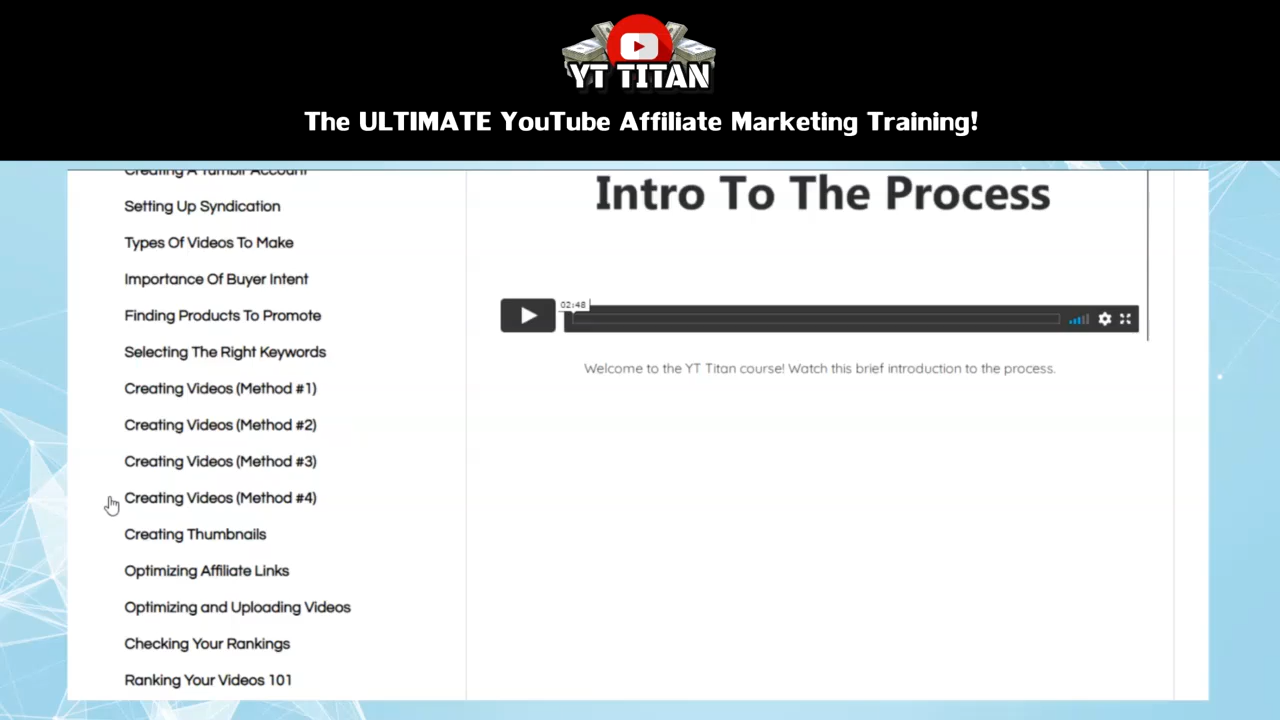 YT TITAN
The ULTIMATE YouTube Affiliate Marketing Training!
Creating A Tumblr Account
Setting Up Syndication
Types Of Videos To Make
Importance Of Buyer Intent
Finding Products To Promote
Selecting The Right Keywords
Creating Videos (Method #1)
Creating Videos (Method #2)
Creating Videos (Method #3)
Creating Videos (Method #4)
Creating Thumbnails
Optimizing Affiliate Links
Optimizing and Uploading Videos
Checking Your Rankings
Ranking Your Videos 101
Intro To The Process
02:48
Welcome to the YT Titan course! Watch this brief introduction to the process.